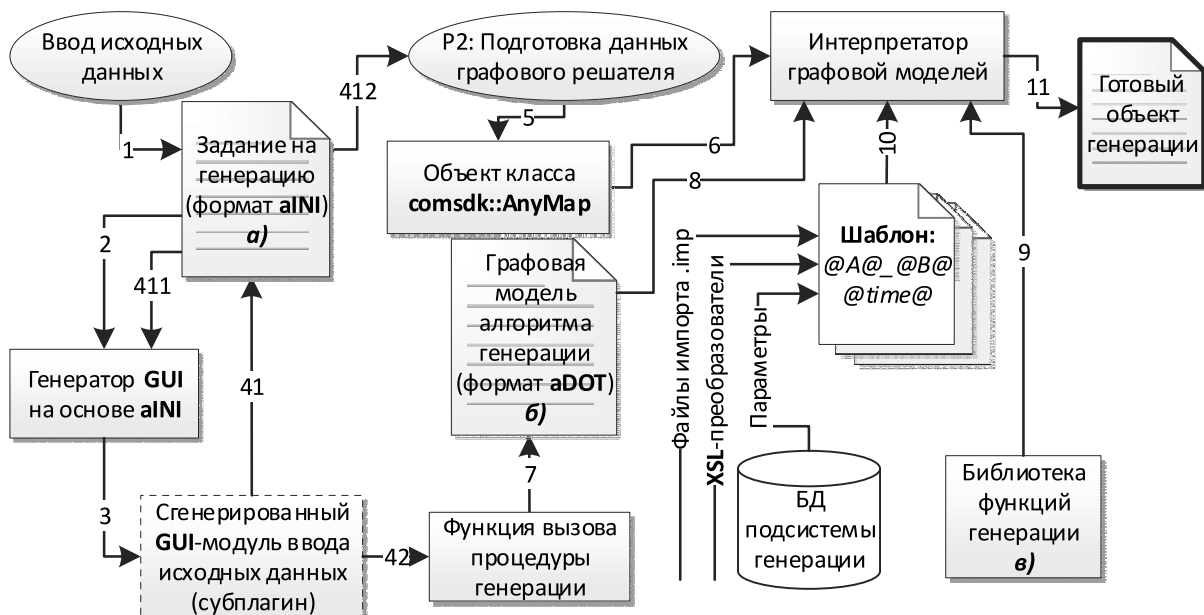 Ввод исходных
данных
1
Задание на
генерацию
(формат aINI)
а)
2
411
412
Генератор GUI
на основе aINI
3
41
Сгенерированный
GUI-модуль ввода
исходных данных
(субплагин)
42
P2: Подготовка данных
графового решателя
5
Объект класса
comsdk::AnyMap
6
Графовая
модель
алгоритма
генерации
(формат aDOT)
б)
8
7
Функция вызова
процедуры
генерации
Интерпретатор
графовой моделей
11
Готовый
объект
генерации
10
Шаблон:
@A@_@B@
@time@
9
Файлы импорта .imp
XSL-преобразователи
Параметры
БД
подсистемы
генерации
Библиотека
функций
генерации
в)